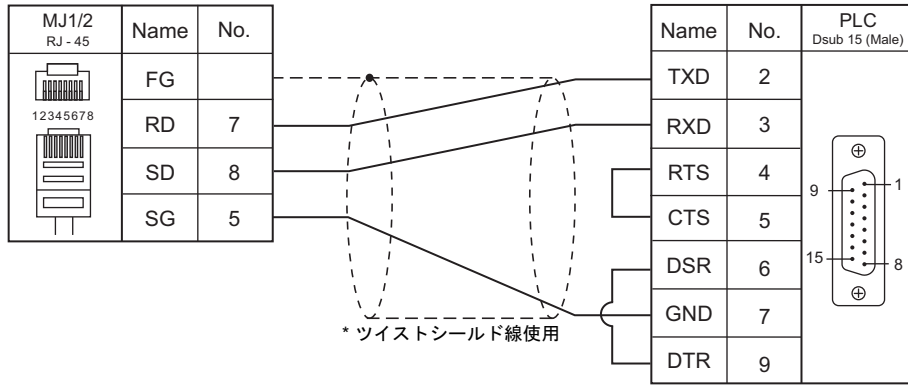 MJ1/2
RJ - 45
Name No.
FG
RD 7
SD 8
SG 5
12345678
* ツイストシールド線使用
Name No.
PLC
Dsub 15 (Male)
TXD 2
RXD 3
RTS 4
CTS 5
DSR 6
GND 7
DTR 9
9 1
15 8